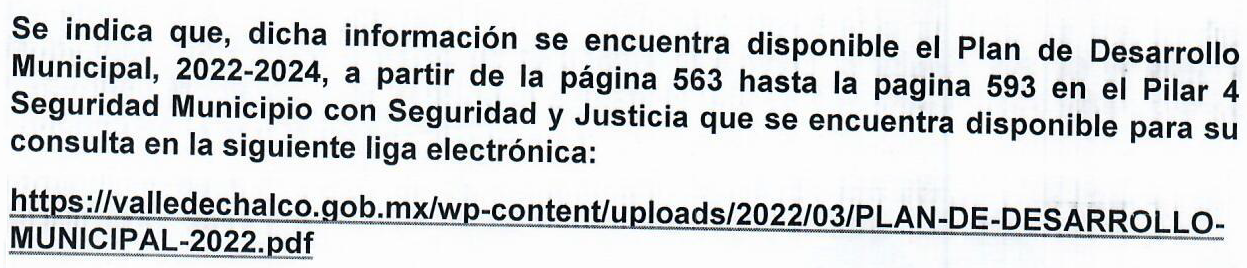 Se indica que, dicha información se encuentra disponible el Plan de Desarrollo
Municipal, 2022-2024, a partir de la página 563 hasta la pagina 593 en el Pilar 4
Seguridad Municipio con Seguridad y Justicia que se encuentra disponible para su
consulta en la siguiente liga electrónica:
https://valledechalco.gob.mx/wp-content/uploads/2022/03/PLAN-DE-DESARROLLO-
MUNICIPAL-2022.pdf